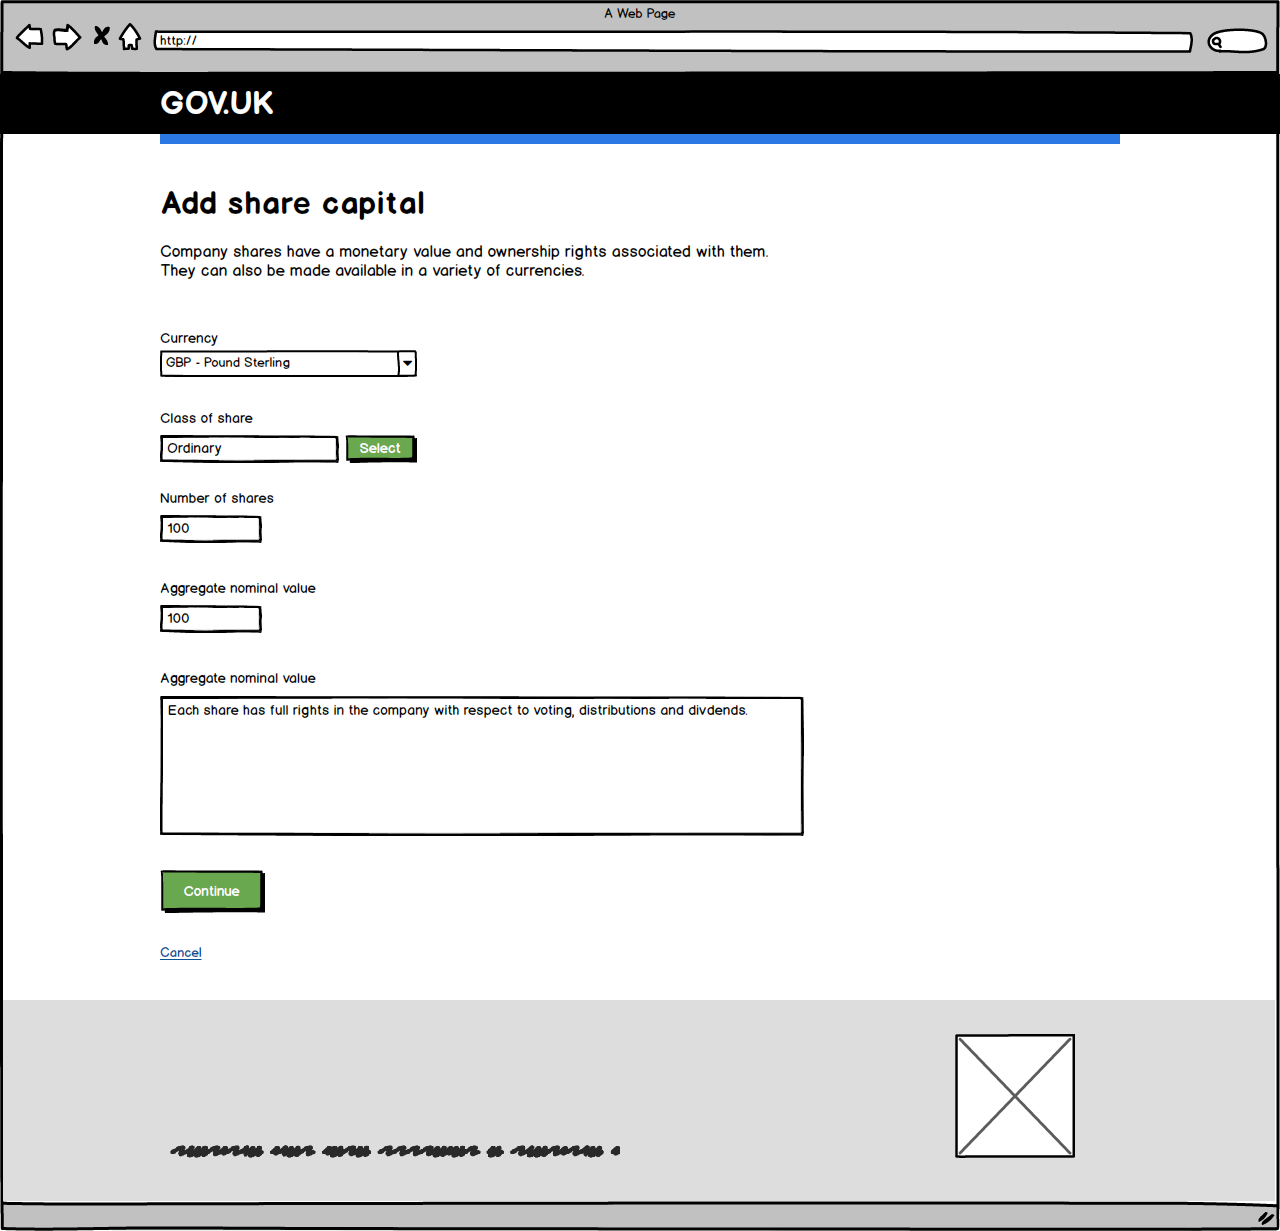 A Web Page
http://
GOV.UK
Add share capital
Company shares have a monetary value and ownership rights associated with them.
They can also be made available in a variety of currencies.
Currency
GBP - Pound Sterling
Class of share
Ordinary
Select
Number of shares
100
Aggregate nominal value
100
Aggregate nominal value
Each share has full rights in the company with respect to voting, distributions and divdends.
Continue
Cancel